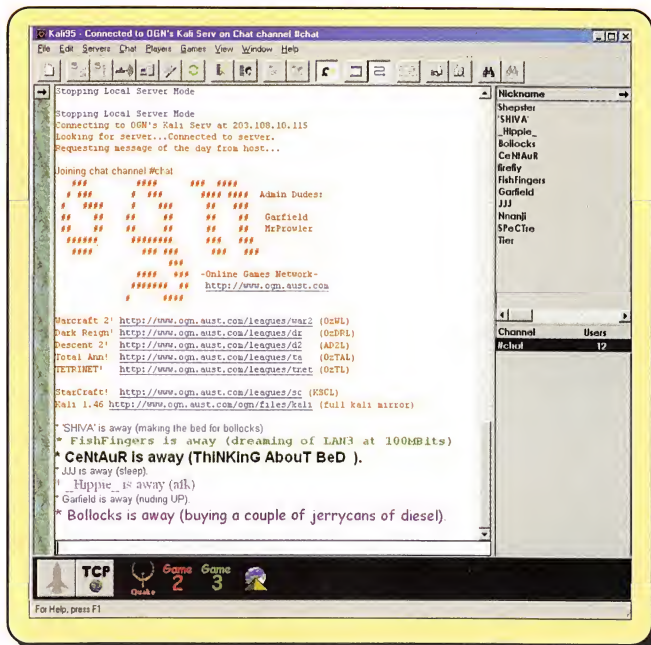 Kali95 - Connected to OGN's Kali Serv on Chat channel #chat
File Edit Servers Chat Players Games View Window Help
Stopping Local Server Mode
Stopping Local Server Mode
Connecting to OGN's Kali Serv at 203.108.10.115
Looking for server...Connected to server.
Requesting message of the day from host...
Joining chat channel #chat
ogn
Admin Dudes:
Garfield
MrProwler
-Online Games Network-
http://www.ogn.aust.com
Warcraft 2! http://www.ogn.aust.com/leagues/war2 (OzWL)
Dark Reign! http://www.ogn.aust.com/leagues/dr (OzDRL)
Descent 2! http://www.ogn.aust.com/leagues/d2 (AD2L)
Total Ann! http://www.ogn.aust.com/leagues/ta (OzTAL)
TETRINET! http://www.ogn.aust.com/leagues/tnet (OzTL)
StarCraft! http://www.ogn.aust.com/leagues/sc (KSCL)
Kali 1.46 http://www.ogn.aust.com/ogn/files/kali (full kali mirror)
* 'SHIVA' is away (making the bed for bollocks)
* FishFingers is away (dreaming of LAN3 at 100MBits)
* CeNtAuR is away (ThiNKinG AbouT BeD ).
* JJJ is away (sleep).
* _Hippie_ is away (afk)
* Garfield is away (nuding UP).
* Bollocks is away (buying a couple of jerrycans of diesel).
Nickname
Shepster
'SHIVA'
_Hippie_
Bollocks
CeNtAuR
firefly
FishFingers
Garfield
JJJ
Nnanji
SPeCTre
Tier
Channel Users
#chat 12
TCP
Quake
Game 2
Game 3
For Help, press F1